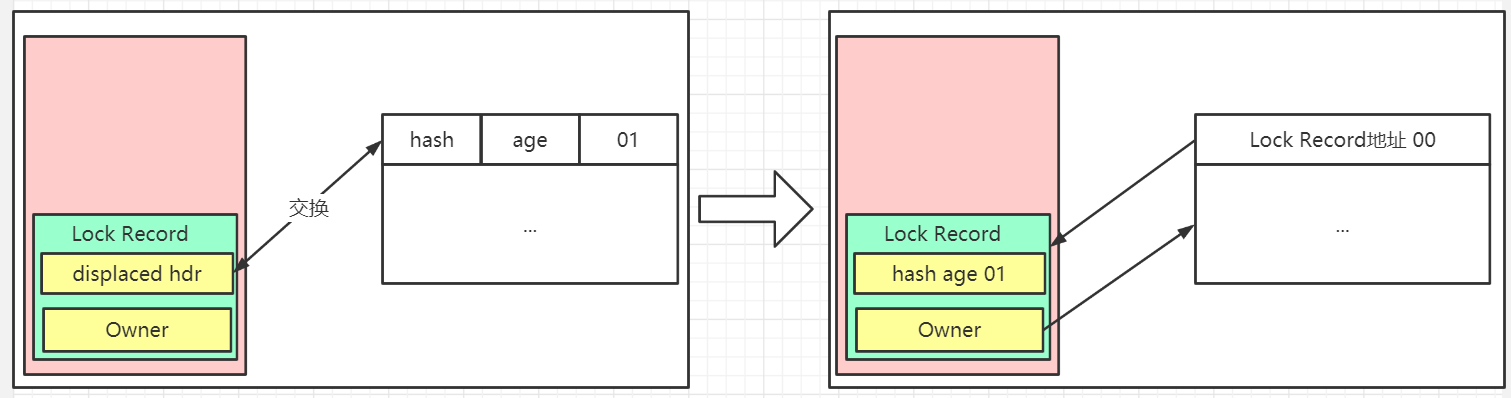 hash
age
01
交换
...
Lock Record
displaced hdr
Owner
Lock Record地址 00
...
Lock Record
hash age 01
Owner